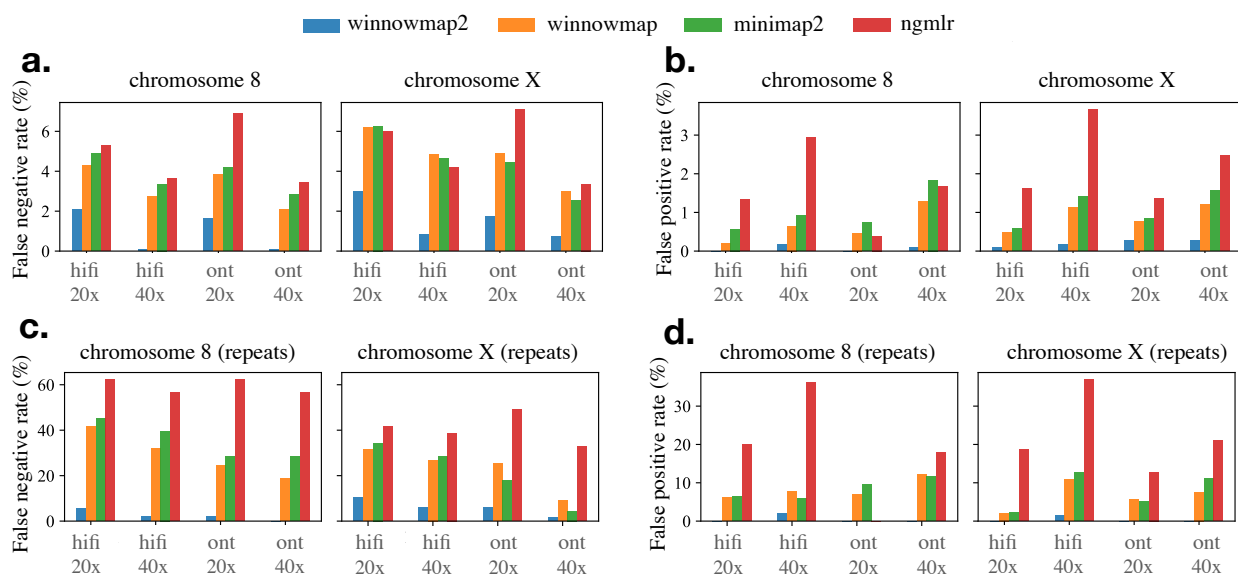 winnowmap2 winnowmap minimap2 ngmlr
a.
chromosome 8 chromosome X
False negative rate (%)
6
4
2
0
hifi hifi ont ont hifi hifi ont ont
20x 40x 20x 40x 20x 40x 20x 40x
b.
chromosome 8 chromosome X
False positive rate (%)
3
2
1
0
hifi hifi ont ont hifi hifi ont ont
20x 40x 20x 40x 20x 40x 20x 40x
c.
chromosome 8 (repeats) chromosome X (repeats)
False negative rate (%)
60
40
20
0
hifi hifi ont ont hifi hifi ont ont
20x 40x 20x 40x 20x 40x 20x 40x
d.
chromosome 8 (repeats) chromosome X (repeats)
False positive rate (%)
30
20
10
0
hifi hifi ont ont hifi hifi ont ont
20x 40x 20x 40x 20x 40x 20x 40x